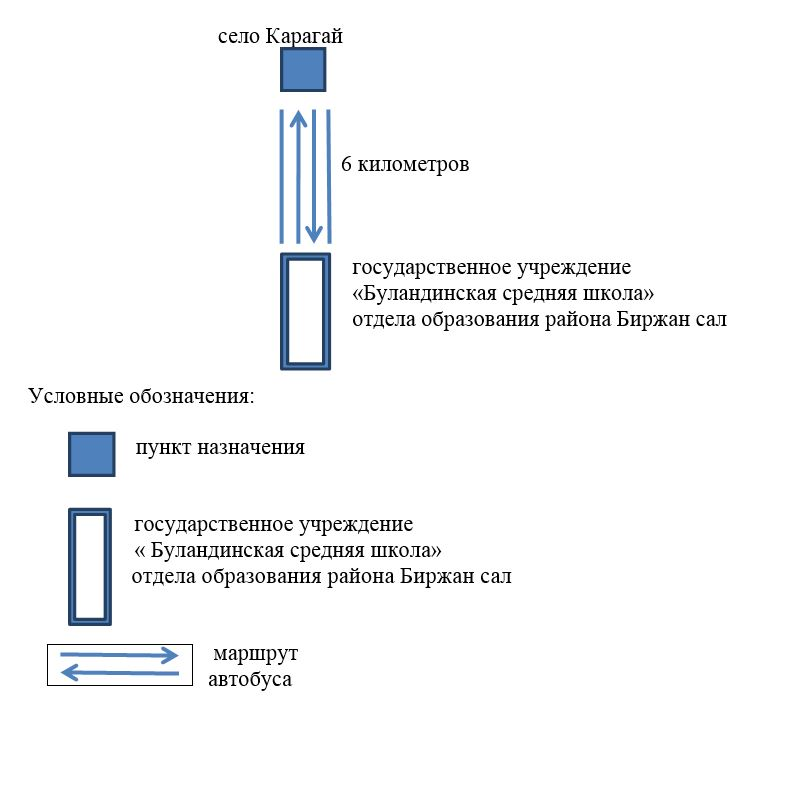 село Карагай
6 километров
государственное учреждение
«Буландинская средняя школа»
отдела образования района Биржан сал
Условные обозначения:
пункт назначения
государственное учреждение
« Буландинская средняя школа»
отдела образования района Биржан сал
маршрут
автобуса